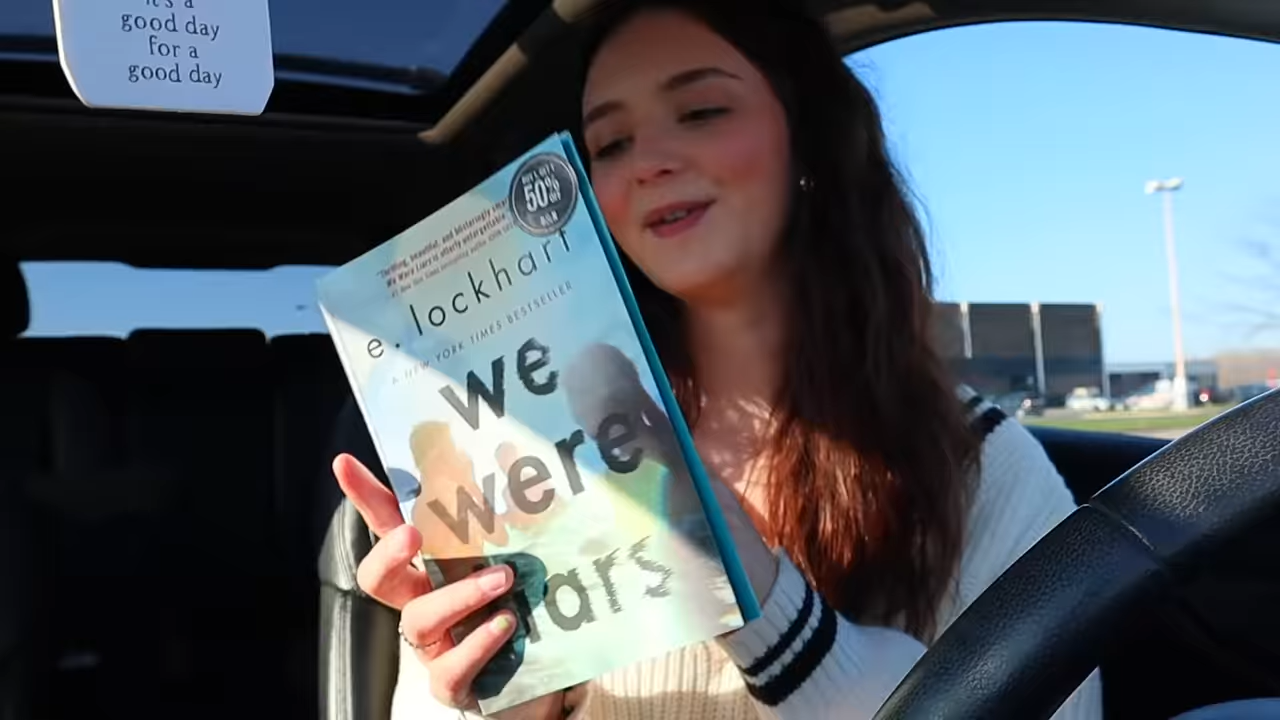 it's a
good day
for a
good day
BUY 1, GET 1
50%
OFF
B&N
"Thrilling, beautiful, and blisteringly smart,
We Were Liars is utterly unforgettable."
e. lockhart
A NEW YORK TIMES BESTSELLER
we
were
liars